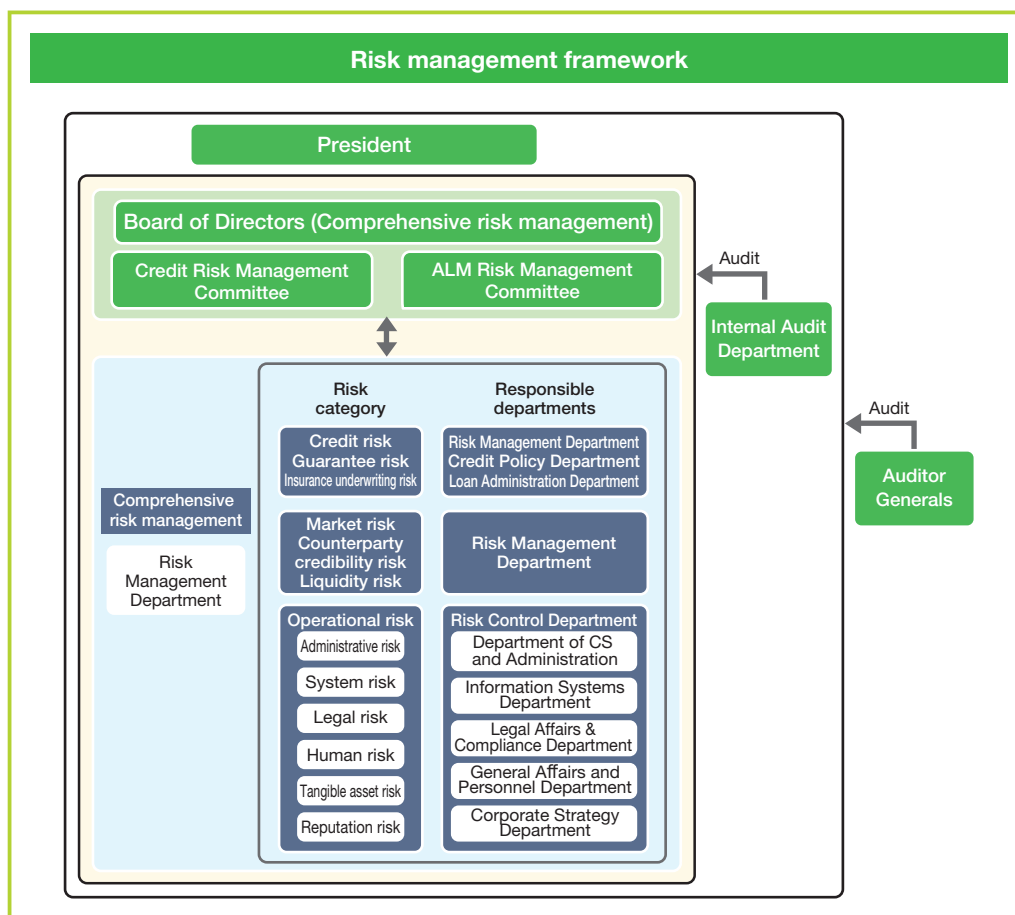 Risk management framework
President
Board of Directors (Comprehensive risk management)
Credit Risk Management
Committee
ALM Risk Management
Committee
Audit
Internal Audit
Department
Audit
Auditor
Generals
Comprehensive
risk management
Risk
Management
Department
Risk
category
Responsible
departments
Credit risk
Guarantee risk
Insurance underwriting risk
Risk Management Department
Credit Policy Department
Loan Administration Department
Market risk
Counterparty
credibility risk
Liquidity risk
Risk Management
Department
Operational risk
Administrative risk
System risk
Legal risk
Human risk
Tangible asset risk
Reputation risk
Risk Control Department
Department of CS
and Administration
Information Systems
Department
Legal Affairs &
Compliance Department
General Affairs and
Personnel Department
Corporate Strategy
Department